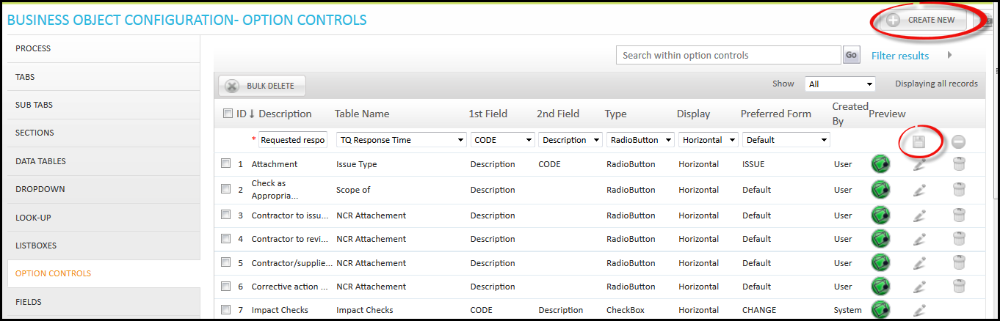 BUSINESS OBJECT CONFIGURATION- OPTION CONTROLS
CREATE NEW
PROCESS
TABS
SUB TABS
SECTIONS
DATA TABLES
DROPDOWN
LOOK-UP
LISTBOXES
OPTION CONTROLS
FIELDS
Search within option controls Go Filter results
BULK DELETE Show All Displaying all records
ID Description Table Name 1st Field 2nd Field Type Display Preferred Form Created By Preview
* Requested respo TQ Response Time CODE Description RadioButton Horizontal Default
1 Attachment Issue Type Description CODE RadioButton Horizontal ISSUE User
2 Check as Appropria... Scope of Description RadioButton Horizontal Default User
3 Contractor to issu... NCR Attachement Description RadioButton Horizontal Default User
4 Contractor to revi... NCR Attachement Description RadioButton Horizontal Default User
5 Contractor/supplie... NCR Attachement Description RadioButton Horizontal Default User
6 Corrective action ... NCR Attachement Description RadioButton Horizontal Default User
7 Impact Checks Impact Checks CODE Description CheckBox Horizontal CHANGE System